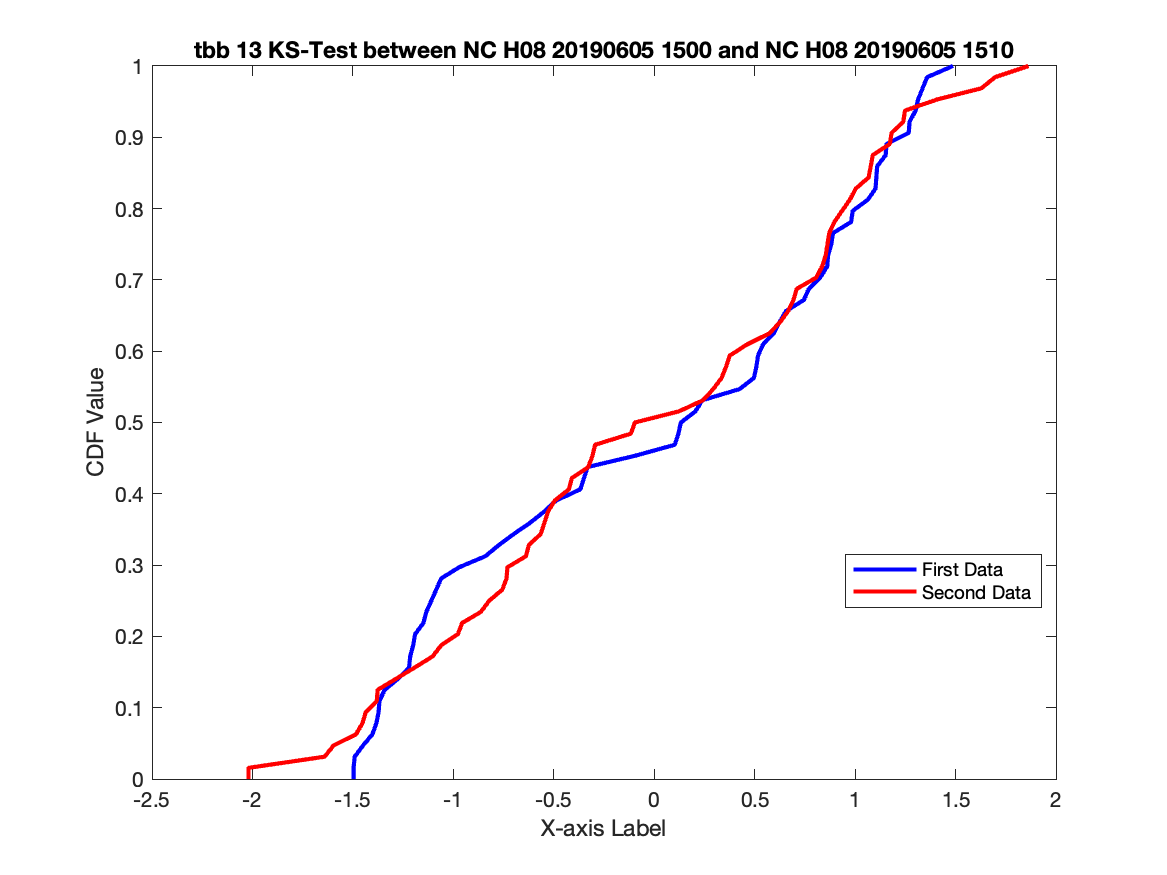 tbb 13 KS-Test between NC H08 20190605 1500 and NC H08 20190605 1510
1
0.9
0.8
0.7
0.6
0.5
0.4
0.3
0.2
0.1
0
CDF Value
First Data
Second Data
-2.5 -2 -1.5 -1 -0.5 0 0.5 1 1.5 2
X-axis Label